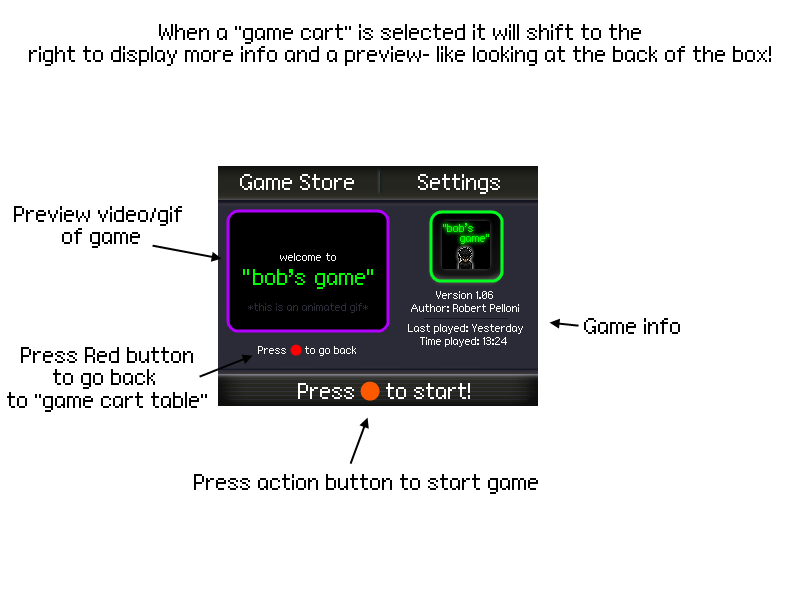 When a "game cart" is selected it will shift to the
right to display more info and a preview- like looking at the back of the box!
Game Store
Settings
Preview video/gif
of game
welcome to
"bob's game"
*this is an animated gif*
"bob's
game"
Version 1.06
Author: Robert Pelloni
Last played: Yesterday
Time played: 13:24
Game info
Press to go back
Press Red button
to go back
to "game cart table"
Press to start!
Press action button to start game